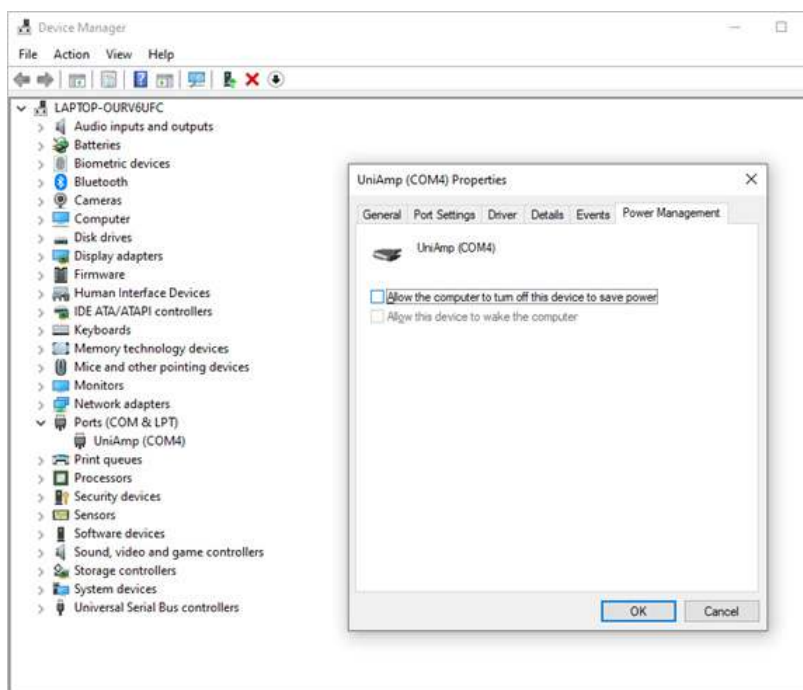 Device Manager
File Action View Help
LAPTOP-OURV6UFC
Audio inputs and outputs
Batteries
Biometric devices
Bluetooth
Cameras
Computer
Disk drives
Display adapters
Firmware
Human Interface Devices
IDE ATA/ATAPI controllers
Keyboards
Memory technology devices
Mice and other pointing devices
Monitors
Network adapters
Ports (COM & LPT)
UniAmp (COM4)
Print queues
Processors
Security devices
Sensors
Software devices
Sound, video and game controllers
Storage controllers
System devices
Universal Serial Bus controllers
UniAmp (COM4) Properties
General Port Settings Driver Details Events Power Management
UniAmp (COM4)
Allow the computer to turn off this device to save power
Allow this device to wake the computer
OK Cancel